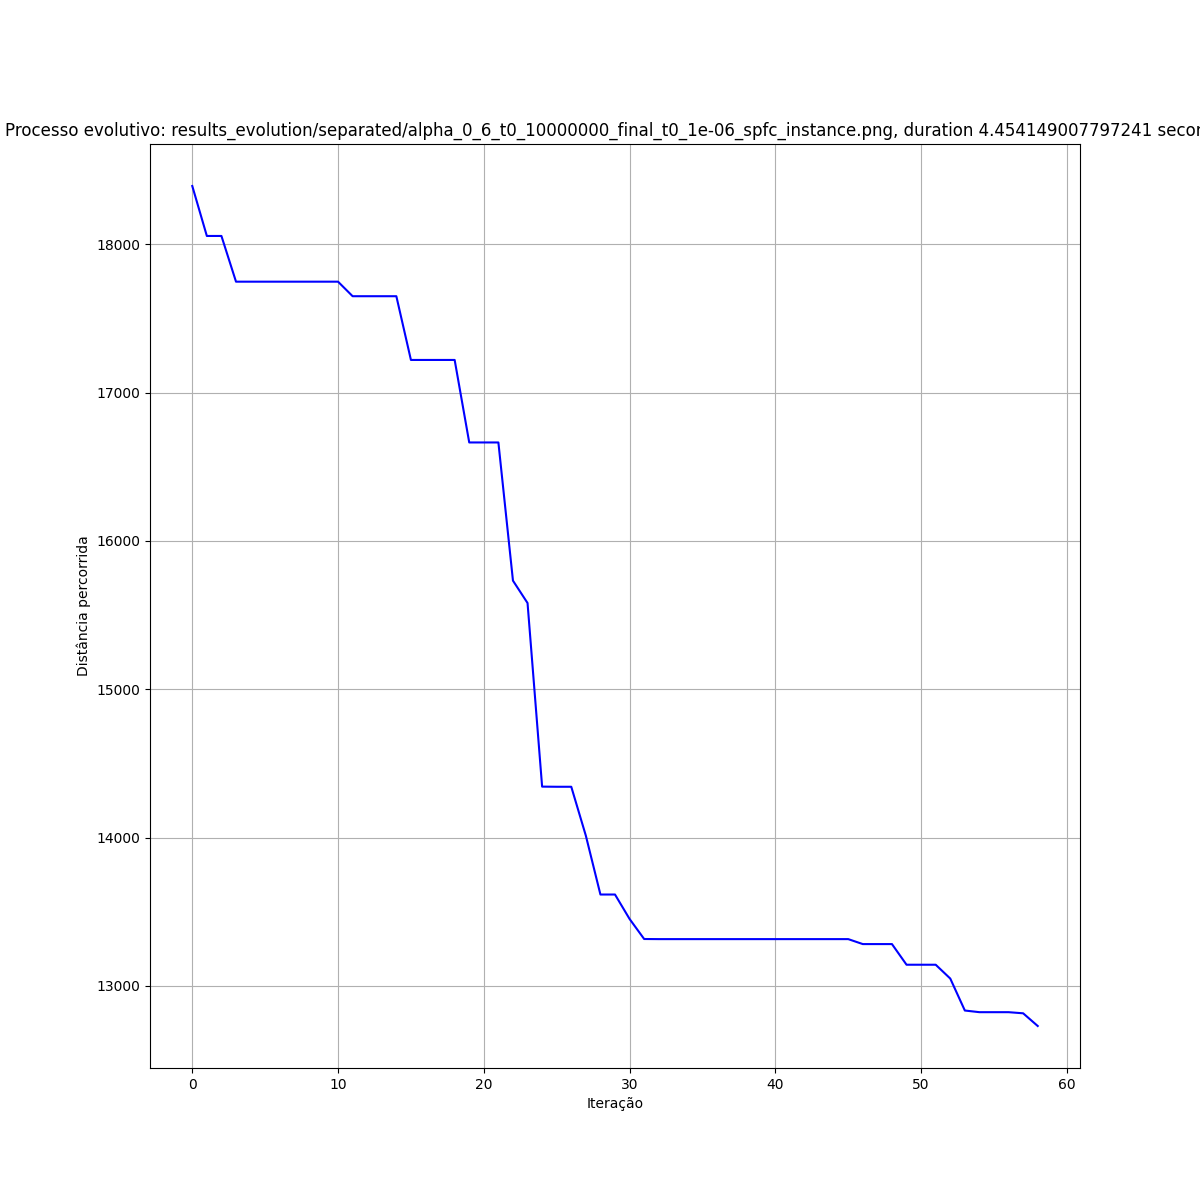 Processo evolutivo: results_evolution/separated/alpha_0_6_t0_10000000_final_t0_1e-06_spfc_instance.png, duration 4.454149007797241
18000
17000
16000
15000
14000
13000
Distância percorrida
0 10 20 30 40 50 60
Iteração